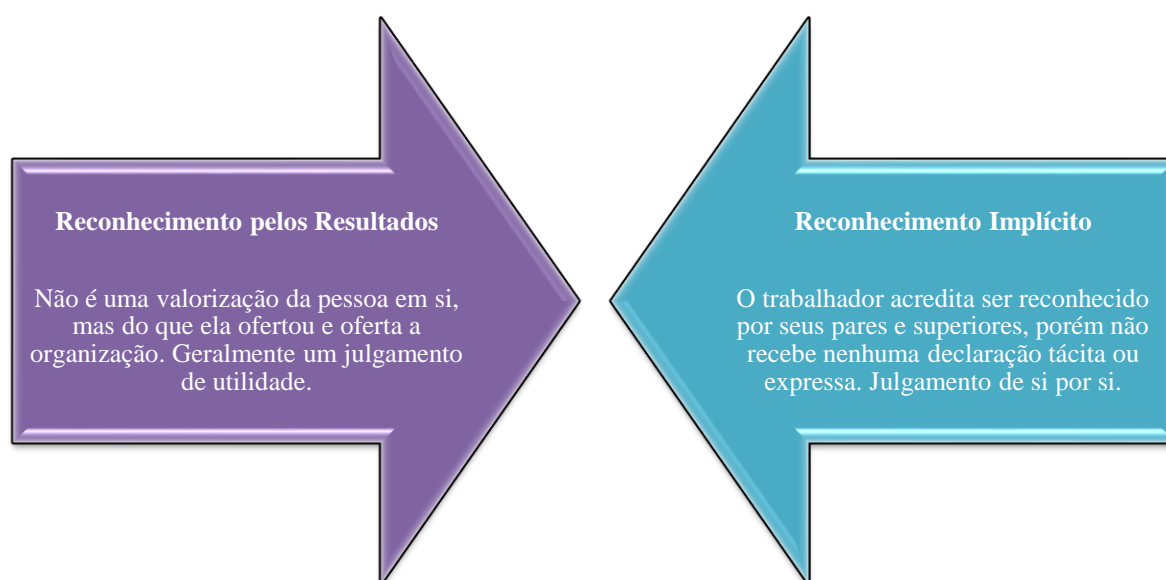 Reconhecimento pelos Resultados
Não é uma valorização da pessoa em si,
mas do que ela ofertou e oferta a
organização. Geralmente um julgamento
de utilidade.
Reconhecimento Implícito
O trabalhador acredita ser reconhecido
por seus pares e superiores, porém não
recebe nenhuma declaração tácita ou
expressa. Julgamento de si por si.